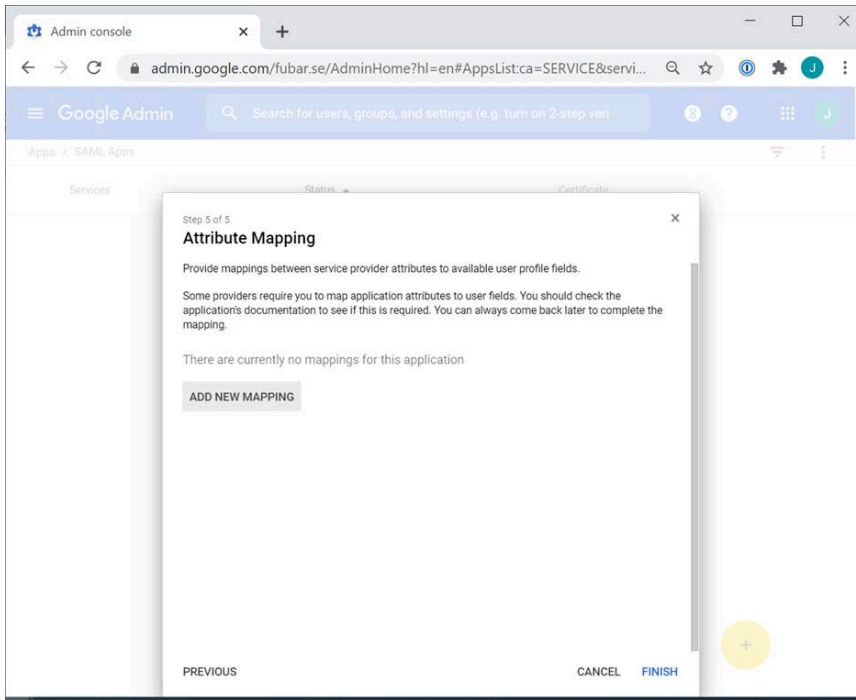 Admin console
admin.google.com/fubar.se/AdminHome?hl=en#AppsList:ca=SERVICE&servi...
J
Google Admin
Search for users, groups, and settings (e.g. turn on 2-step veri
8
?
J
Apps > SAML Apps
Services Status Certificate
Step 5 of 5
Attribute Mapping
Provide mappings between service provider attributes to available user profile fields.
Some providers require you to map application attributes to user fields. You should check the
application's documentation to see if this is required. You can always come back later to complete the
mapping.
There are currently no mappings for this application
ADD NEW MAPPING
PREVIOUS CANCEL FINISH